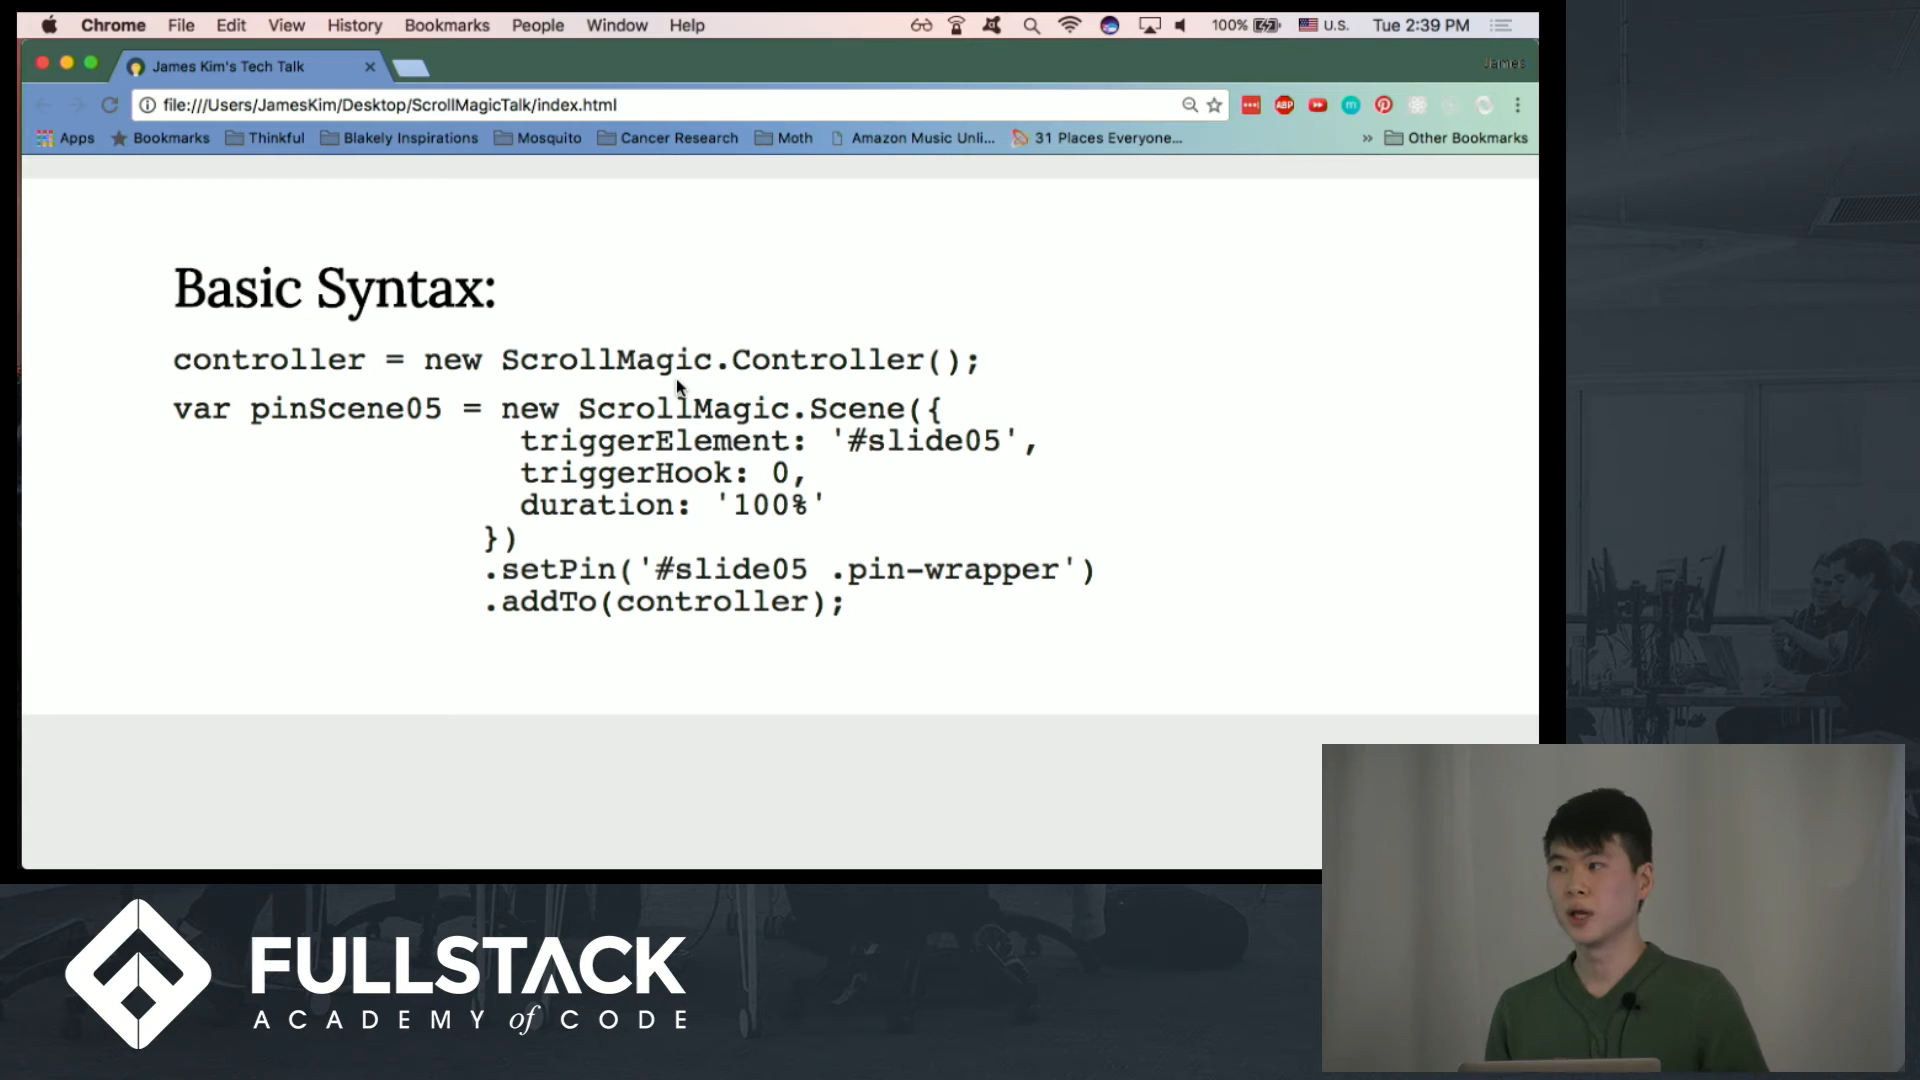 Chrome File Edit View History Bookmarks People Window Help 100% U.S. Tue 2:39 PM
James Kim's Tech Talk
James
file:///Users/JamesKim/Desktop/ScrollMagicTalk/index.html
ABP
m
Apps Bookmarks Thinkful Blakely Inspirations Mosquito Cancer Research Moth Amazon Music Unli... 31 Places Everyone... » Other Bookmarks
Basic Syntax:
controller = new ScrollMagic.Controller();
var pinScene05 = new ScrollMagic.Scene({
triggerElement: '#slide05',
triggerHook: 0,
duration: '100%'
})
.setPin('#slide05 .pin-wrapper')
.addTo(controller);
FULLSTACK
ACADEMY of CODE